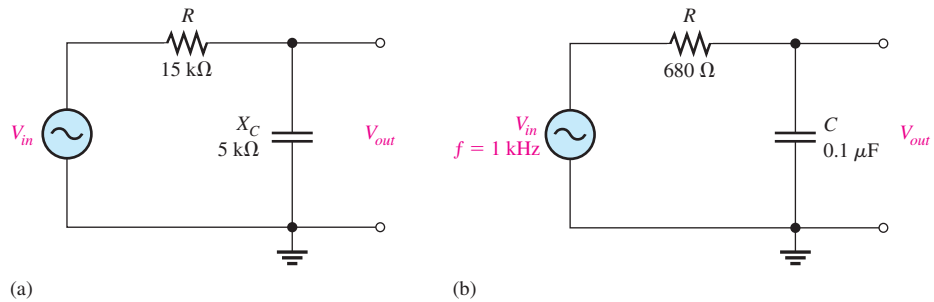 R
15 kΩ
V_in
X_C
5 kΩ
V_out
(a)
R
680 Ω
V_in
f = 1 kHz
C
0.1 μF
V_out
(b)